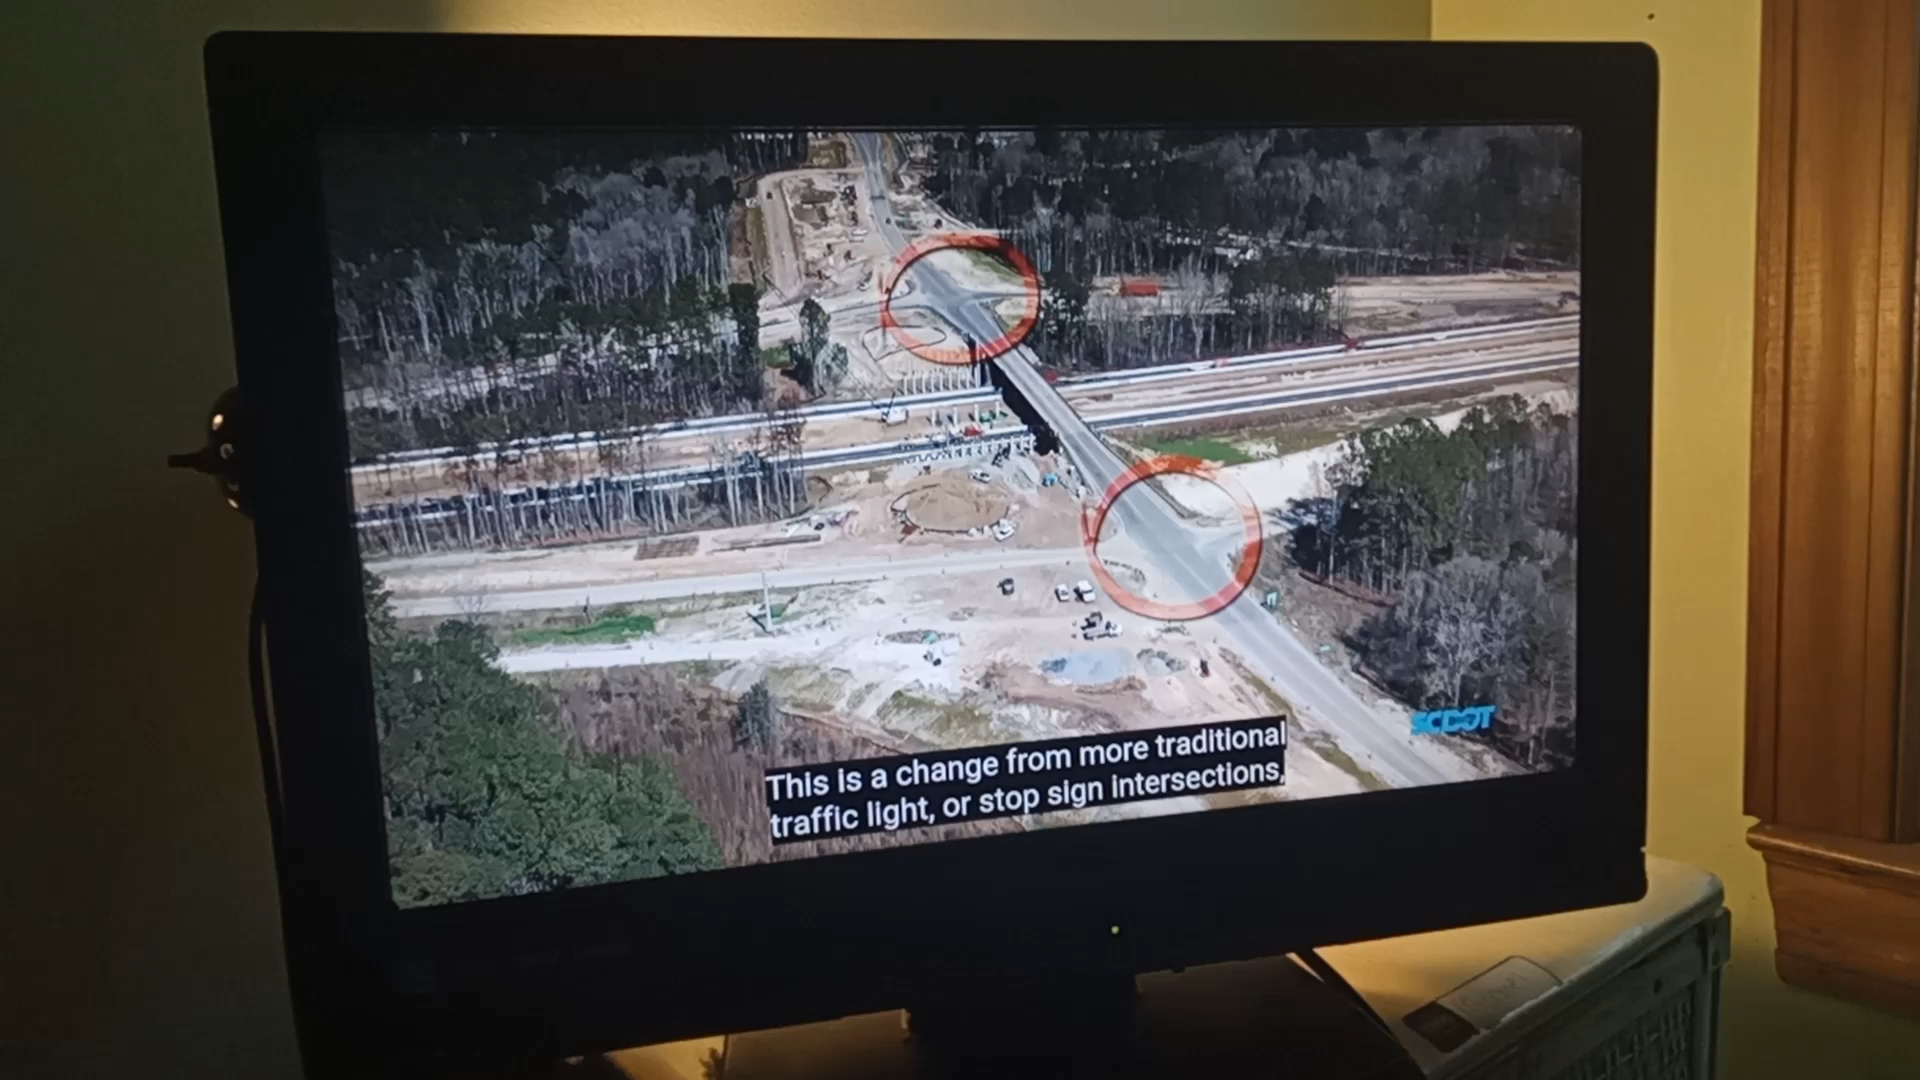 SCDOT
This is a change from more traditional
traffic light, or stop sign intersections,